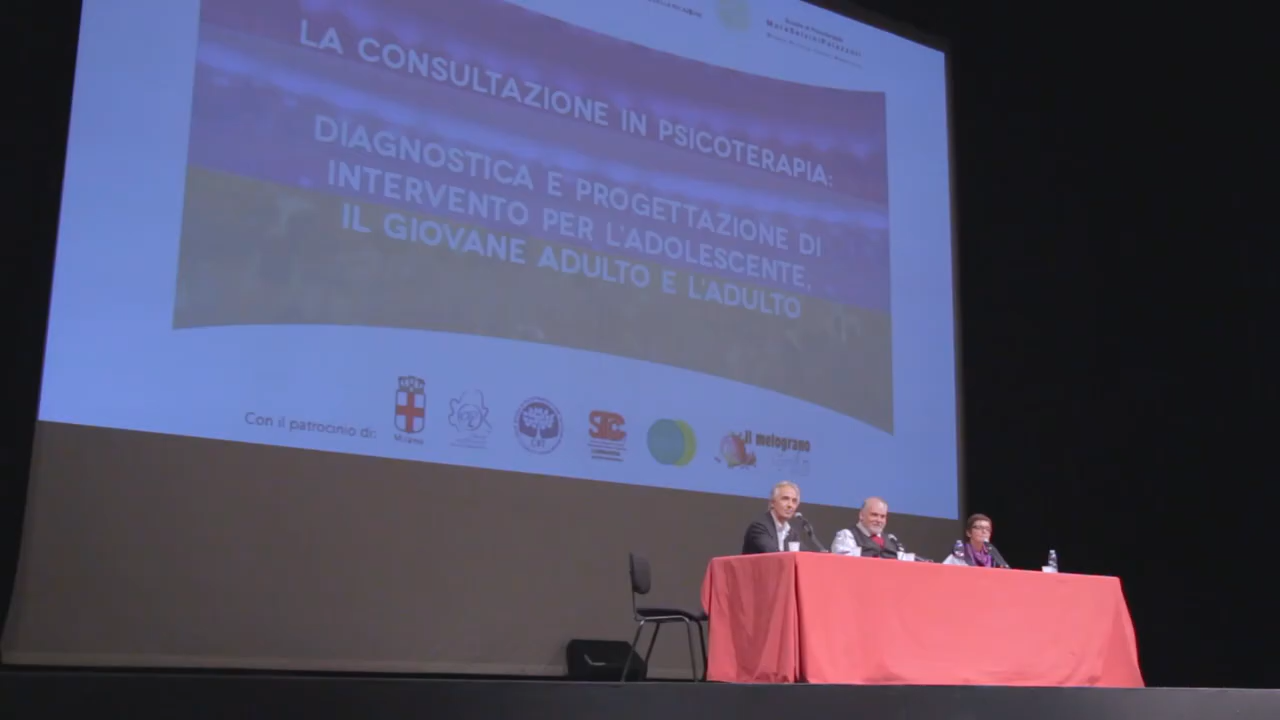 LA CONSULTAZIONE IN PSICOTERAPIA:
DIAGNOSTICA E PROGETTAZIONE DI
INTERVENTO PER L'ADOLESCENTE,
IL GIOVANE ADULTO E L'ADULTO
Con il patrocinio di:
Milano
il melograno